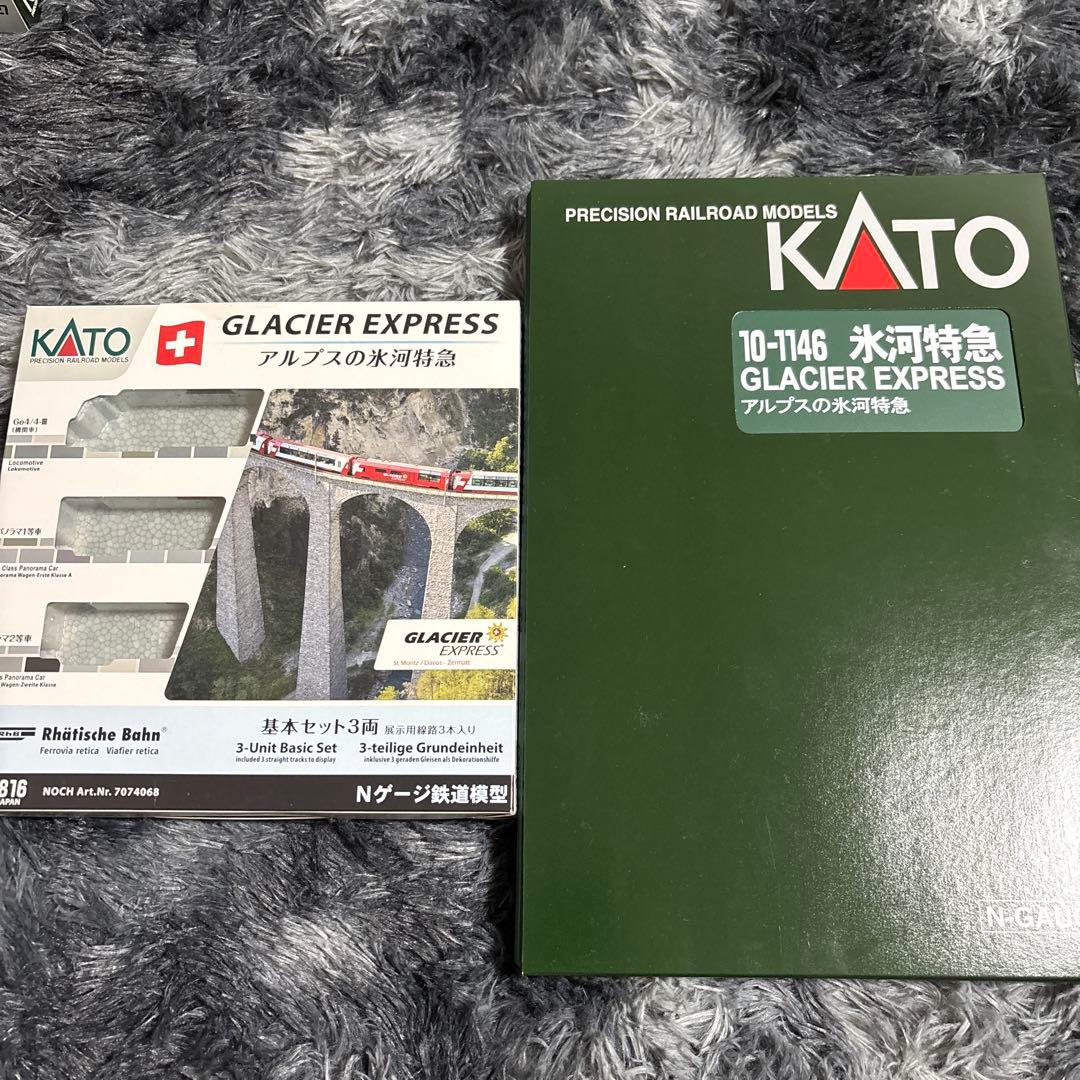 KATO
PRECISION RAILROAD MODELS
GLACIER EXPRESS
アルプスの氷河特急
Ge4/4-Ⅲ
(機関車)
Locomotive
Lokomotive
パノラマ1等車
Class Panorama Car
orama Wagen-Erste Klasse A
マ2等車
s Panorama Car
Wagen-Zweite Klasse
GLACIER
EXPRESS
St Moritz / Davos - Zermatt
RhB Rhätische Bahn
Ferrovia retica Viafier retica
基本セット3両 展示用線路3本入り
3-Unit Basic Set 3-teilige Grundeinheit
included 3 straight tracks to display inklusive 3 geraden Gleisen als Dekorationshilfe
816
JAPAN
NOCH Art.Nr. 7074068
Nゲージ鉄道模型
PRECISION RAILROAD MODELS
KATO
10-1146 氷河特急
GLACIER EXPRESS
アルプスの氷河特急
N-GAU